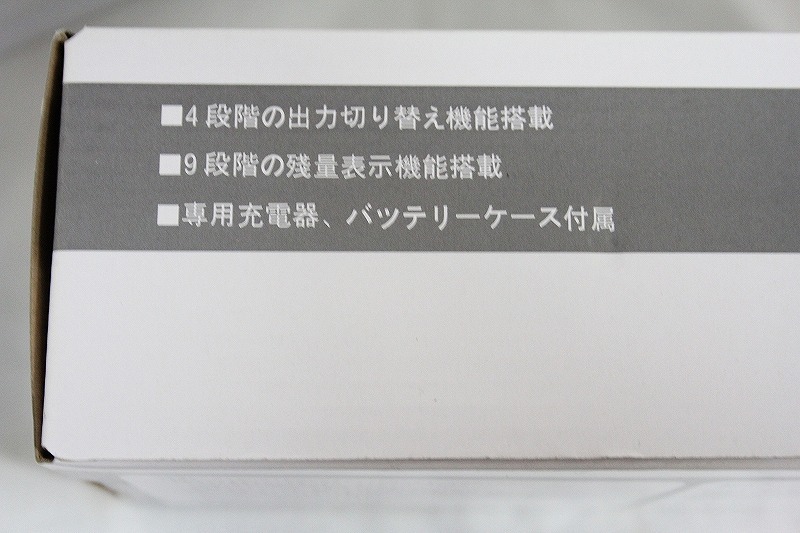 ■4段階の出力切り替え機能搭載
■9段階の残量表示機能搭載
■専用充電器、バッテリーケース付属